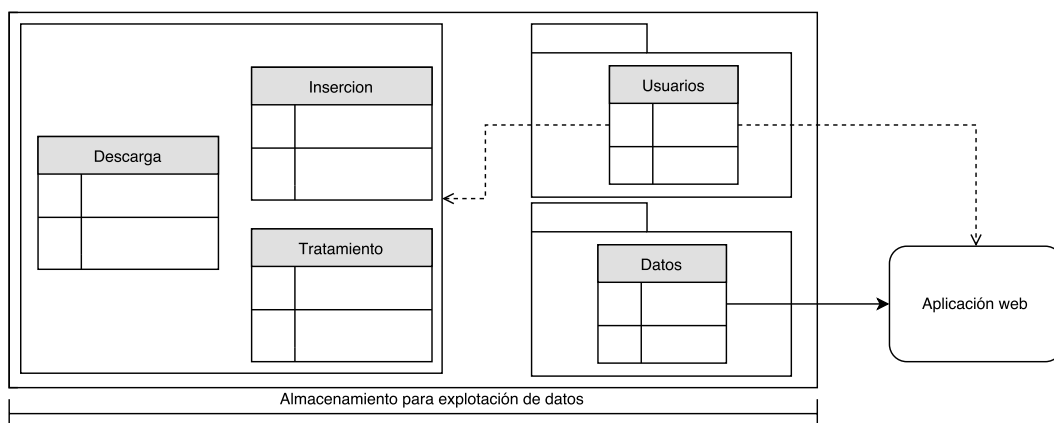 Insercion
Usuarios
Descarga
Tratamiento
Datos
Aplicación web
Almacenamiento para explotación de datos